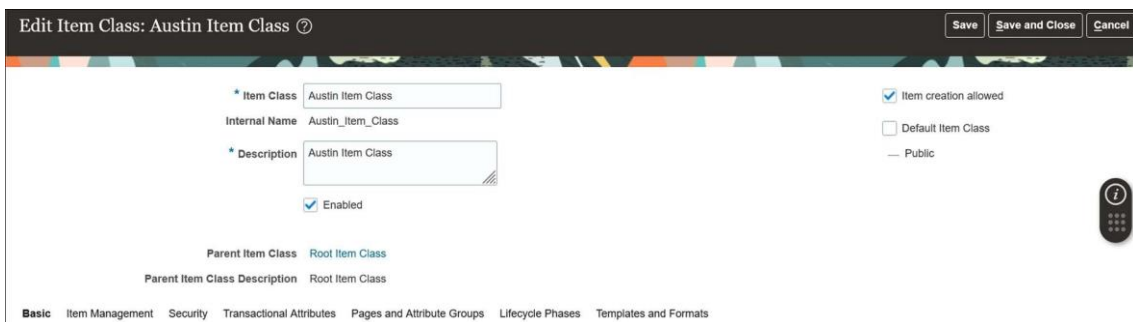 Edit Item Class: Austin Item Class ?
Save Save and Close Cancel
* Item Class Austin Item Class
Item creation allowed
Internal Name Austin_Item_Class
Default Item Class
* Description Austin Item Class
— Public
Enabled
Parent Item Class Root Item Class
Parent Item Class Description Root Item Class
Basic Item Management Security Transactional Attributes Pages and Attribute Groups Lifecycle Phases Templates and Formats